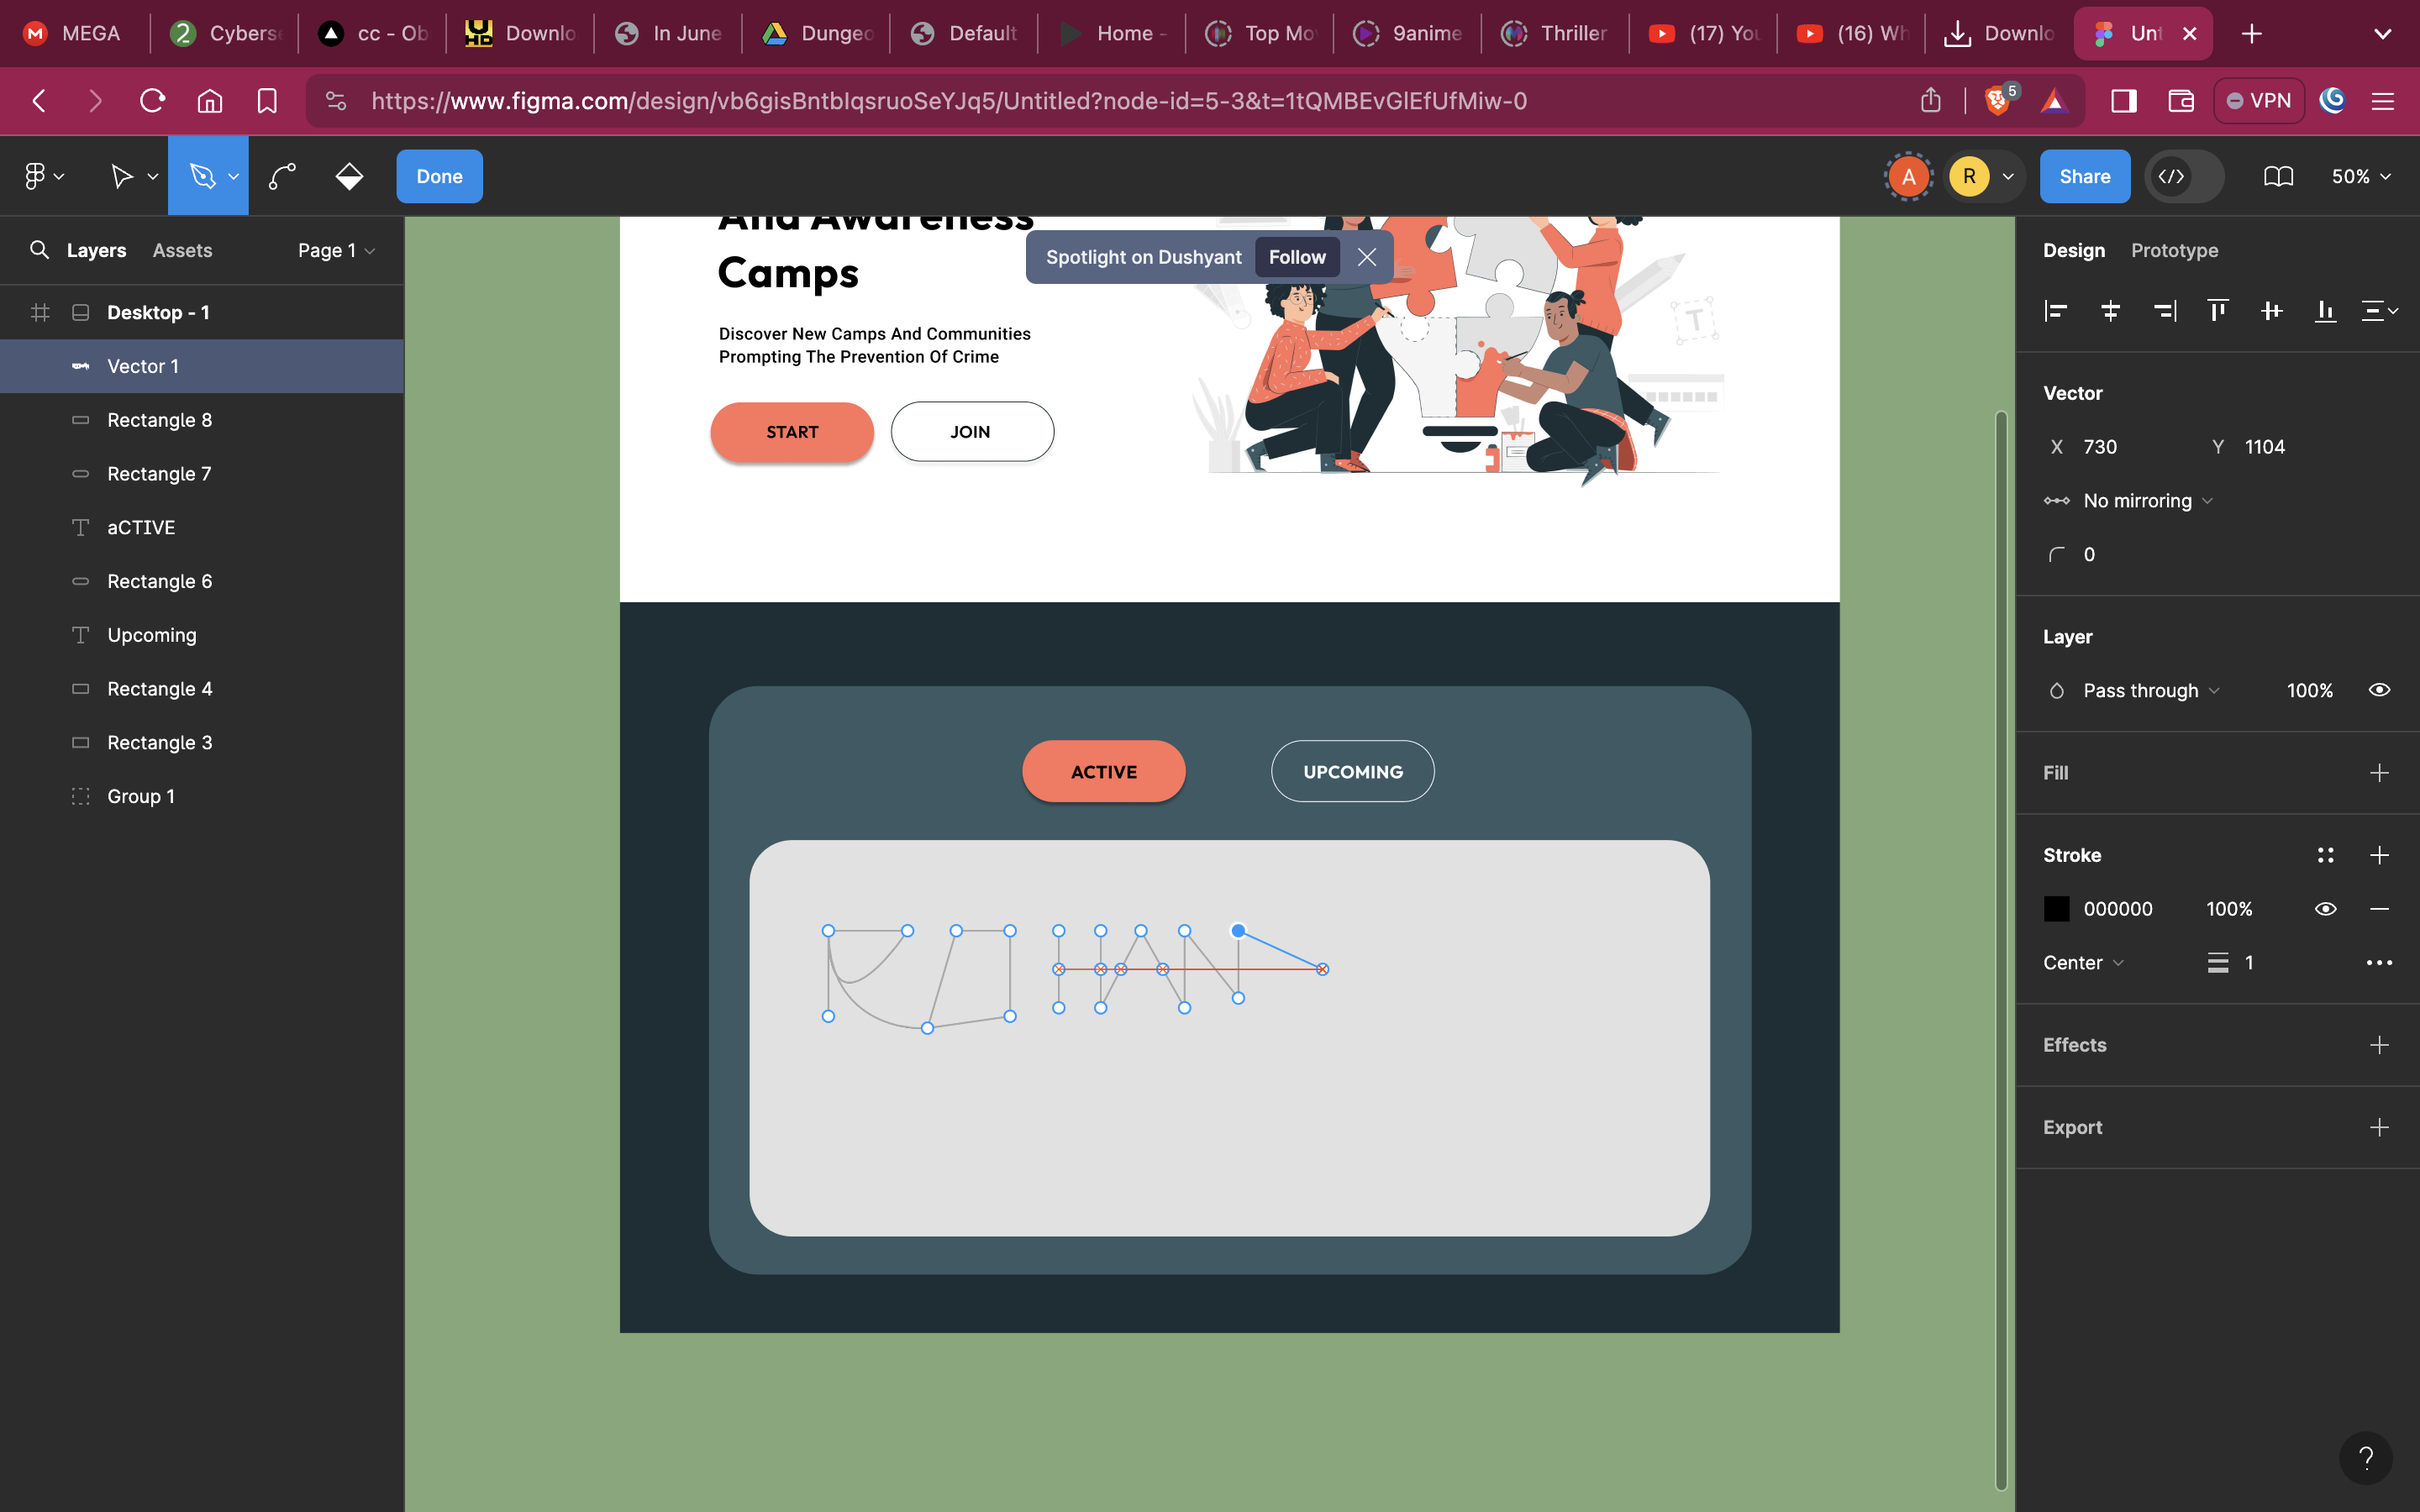 MEGA
Cyberse
cc - Ob
Downlo
In June
Dungeo
Default
Home -
Top Mo
9anime
Thriller
(17) You
(16) Wh
Downlo
Unt
https://www.figma.com/design/vb6gisBntbIqsruoSeYJq5/Untitled?node-id=5-3&t=1tQMBEvGlEfUfMiw-0
5
VPN
Done
A
R
Share
50%
Layers
Assets
Page 1
Desktop - 1
Vector 1
Rectangle 8
Rectangle 7
aCTIVE
Rectangle 6
Upcoming
Rectangle 4
Rectangle 3
Group 1
And Awareness
Camps
Spotlight on Dushyant
Follow
Discover New Camps And Communities
Prompting The Prevention Of Crime
START
JOIN
T
ACTIVE
UPCOMING
Design
Prototype
Vector
X 730
Y 1104
No mirroring
0
Layer
Pass through
100%
Fill
Stroke
000000
100%
Center
1
Effects
Export
?